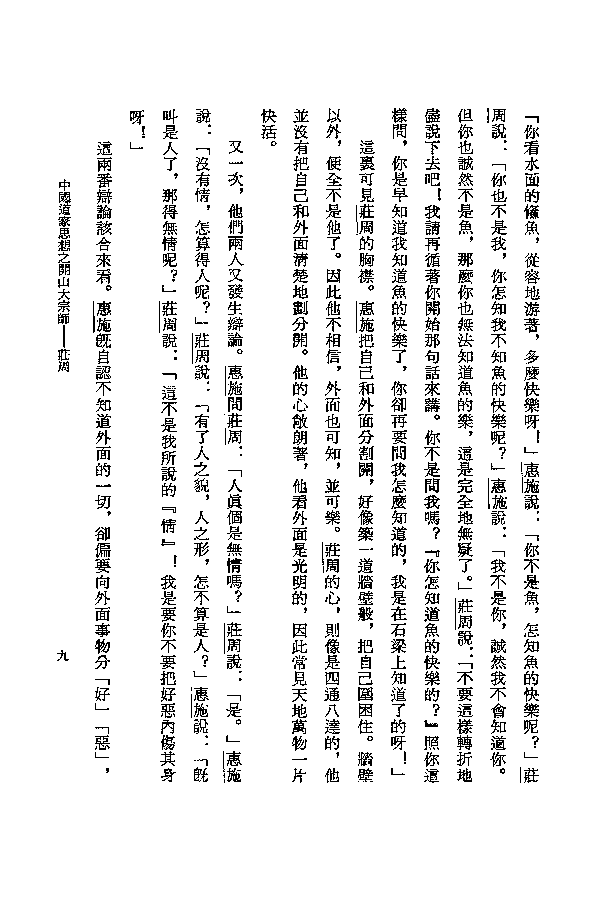 「你看水面的鯈魚，從容地游著，多麼快樂呀！」惠施說：「你不是魚，怎知魚的快樂呢？」莊
周說：「你也不是我，你怎知我不知魚的快樂呢？」惠施說：「我不是你，誠然我不會知道你。
但你也誠然不是魚，那麼你也無法知道魚的樂，這是完全地無疑了。」莊周說：「不要這樣轉折地
儘說下去吧！我請再循著你開始那句話來講。你不是問我嗎？『你怎知道魚的快樂的？』照你這
樣問，你是早知道我知道魚的快樂了，你卻再要問我怎麼知道的，我是在石梁上知道了的呀！」
這裏可見莊周的胸襟。惠施把自己和外面分割開，好像築一道牆壁般，把自己圍困住。牆壁
以外，便全不是他了。因此他不相信，外面也可知，並可樂。莊周的心，則像是四通八達的，他
並沒有把自己和外面清楚地劃分開。他的心敞朗著，他看外面是光明的，因此常見天地萬物一片
快活。
又一次，他們兩人又發生辯論。惠施問莊周：「人真個是無情嗎？」莊周說：「是。」惠施
說：「沒有情，怎算得人呢？」莊周說：「有了人之貌，人之形，怎不算是人？」惠施說：「既
叫是人了，那得無情呢？」莊周說：「這不是我所說的『情』！我是要你不要把好惡內傷其身
呀！」
這兩番辯論該合來看。惠施既自認不知道外面的一切，卻偏要向外面事物分「好」「惡」，
中國道家思想之開山大宗師——莊周
九